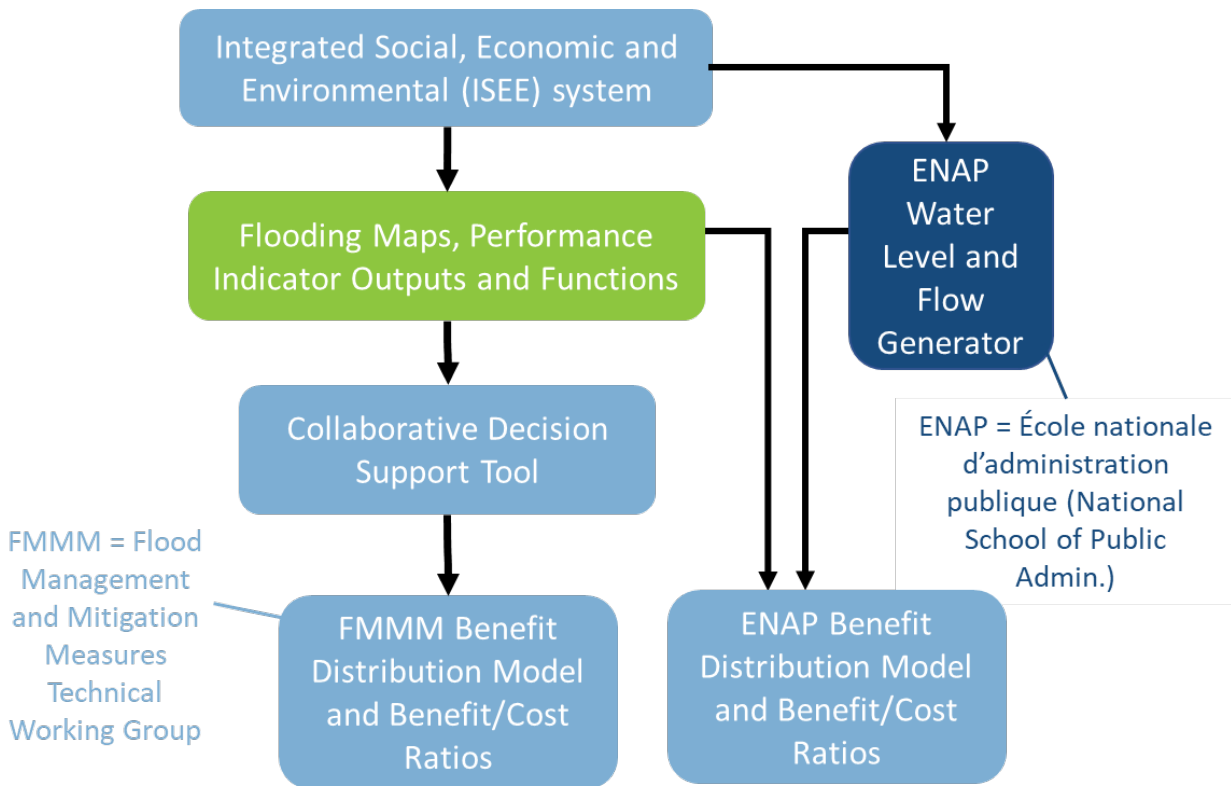 Integrated Social, Economic and
Environmental (ISEE) system
ENAP
Water
Level and
Flow
Generator
Flooding Maps, Performance
Indicator Outputs and Functions
Collaborative Decision
Support Tool
ENAP = École nationale
d’administration
publique (National
School of Public
Admin.)
FMMM = Flood
Management
and Mitigation
Measures
Technical
Working Group
FMMM Benefit
Distribution Model
and Benefit/Cost
Ratios
ENAP Benefit
Distribution Model
and Benefit/Cost
Ratios